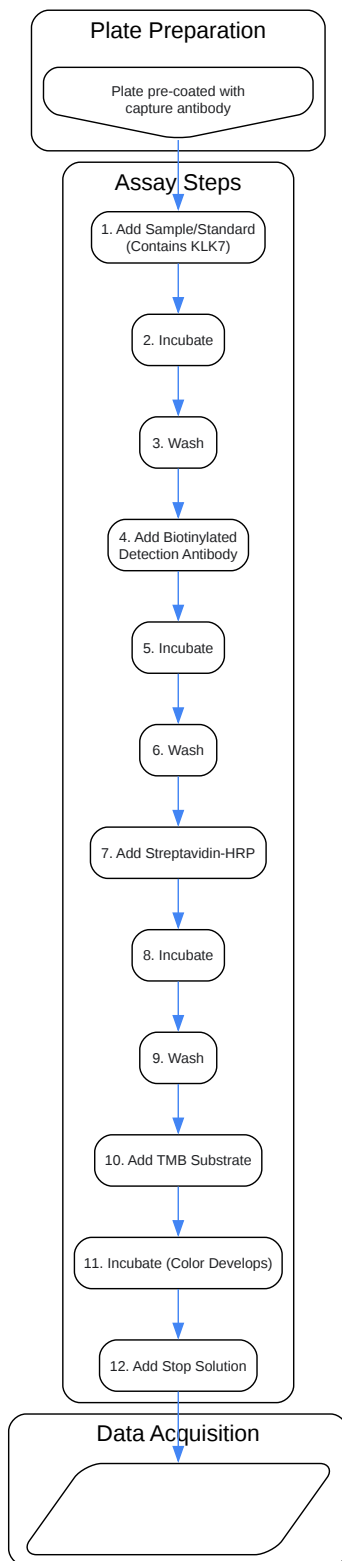 Plate Preparation
Plate pre-coated with
capture antibody
Assay Steps
1. Add Sample/Standard
(Contains KLK7)
2. Incubate
3. Wash
4. Add Biotinylated
Detection Antibody
5. Incubate
6. Wash
7. Add Streptavidin-HRP
8. Incubate
9. Wash
10. Add TMB Substrate
11. Incubate (Color Develops)
12. Add Stop Solution
Data Acquisition